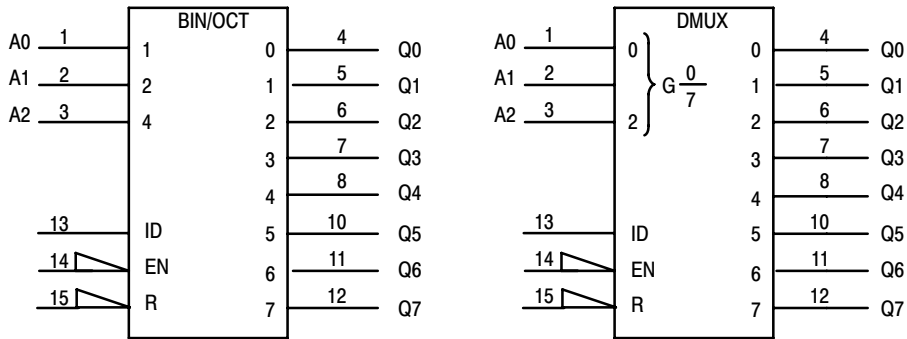 BIN/OCT
A0 1 1 0 4 Q0
A1 2 2 1 5 Q1
A2 3 4 2 6 Q2
3 7 Q3
4 8 Q4
13 ID 5 10 Q5
14 EN 6 11 Q6
15 R 7 12 Q7
DMUX
A0 1 0 0 4 Q0
A1 2 G 0/7 1 5 Q1
A2 3 2 2 6 Q2
3 7 Q3
4 8 Q4
13 ID 5 10 Q5
14 EN 6 11 Q6
15 R 7 12 Q7